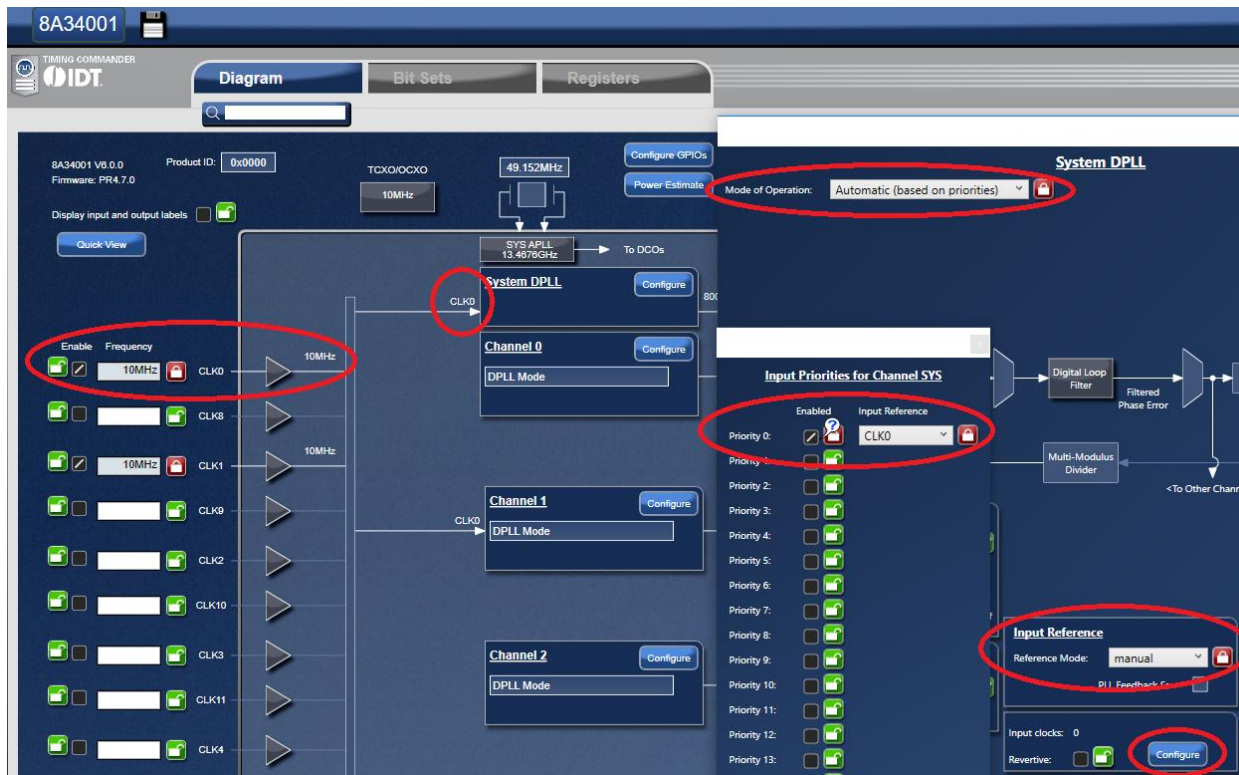 8A34001
TIMING COMMANDER
IDT.
Diagram
Bit Sets
Registers
8A34001 V6.0.0
Firmware: PR4.7.0
Product ID:
0x0000
Display input and output labels
Quick View
TCXO/OCXO
10MHz
49.152MHz
Configure GPIOs
Power Estimate
SYS APLL
13.4676GHz
To DCOs
System DPLL
Configure
CLK0
Channel 0
Configure
DPLL Mode
Enable
Frequency
10MHz
CLK0
10MHz
CLK8
10MHz
CLK1
10MHz
CLK9
CLK2
CLK10
CLK3
CLK11
CLK4
Channel 1
Configure
CLK0
DPLL Mode
Channel 2
Configure
DPLL Mode
System DPLL
Mode of Operation:
Automatic (based on priorities)
Input Priorities for Channel SYS
Enabled
Input Reference
Priority 0:
?
CLK0
Priority 2:
Priority 3:
Priority 4:
Priority 5:
Priority 6:
Priority 7:
Priority 8:
Priority 9:
Priority 10:
Priority 11:
Priority 12:
Priority 13:
Digital Loop
Filter
Filtered
Phase Error
Multi-Modulus
Divider
<To Other Chann
Input Reference
Reference Mode:
manual
PLL Feedback
Input clocks: 0
Revertive:
Configure